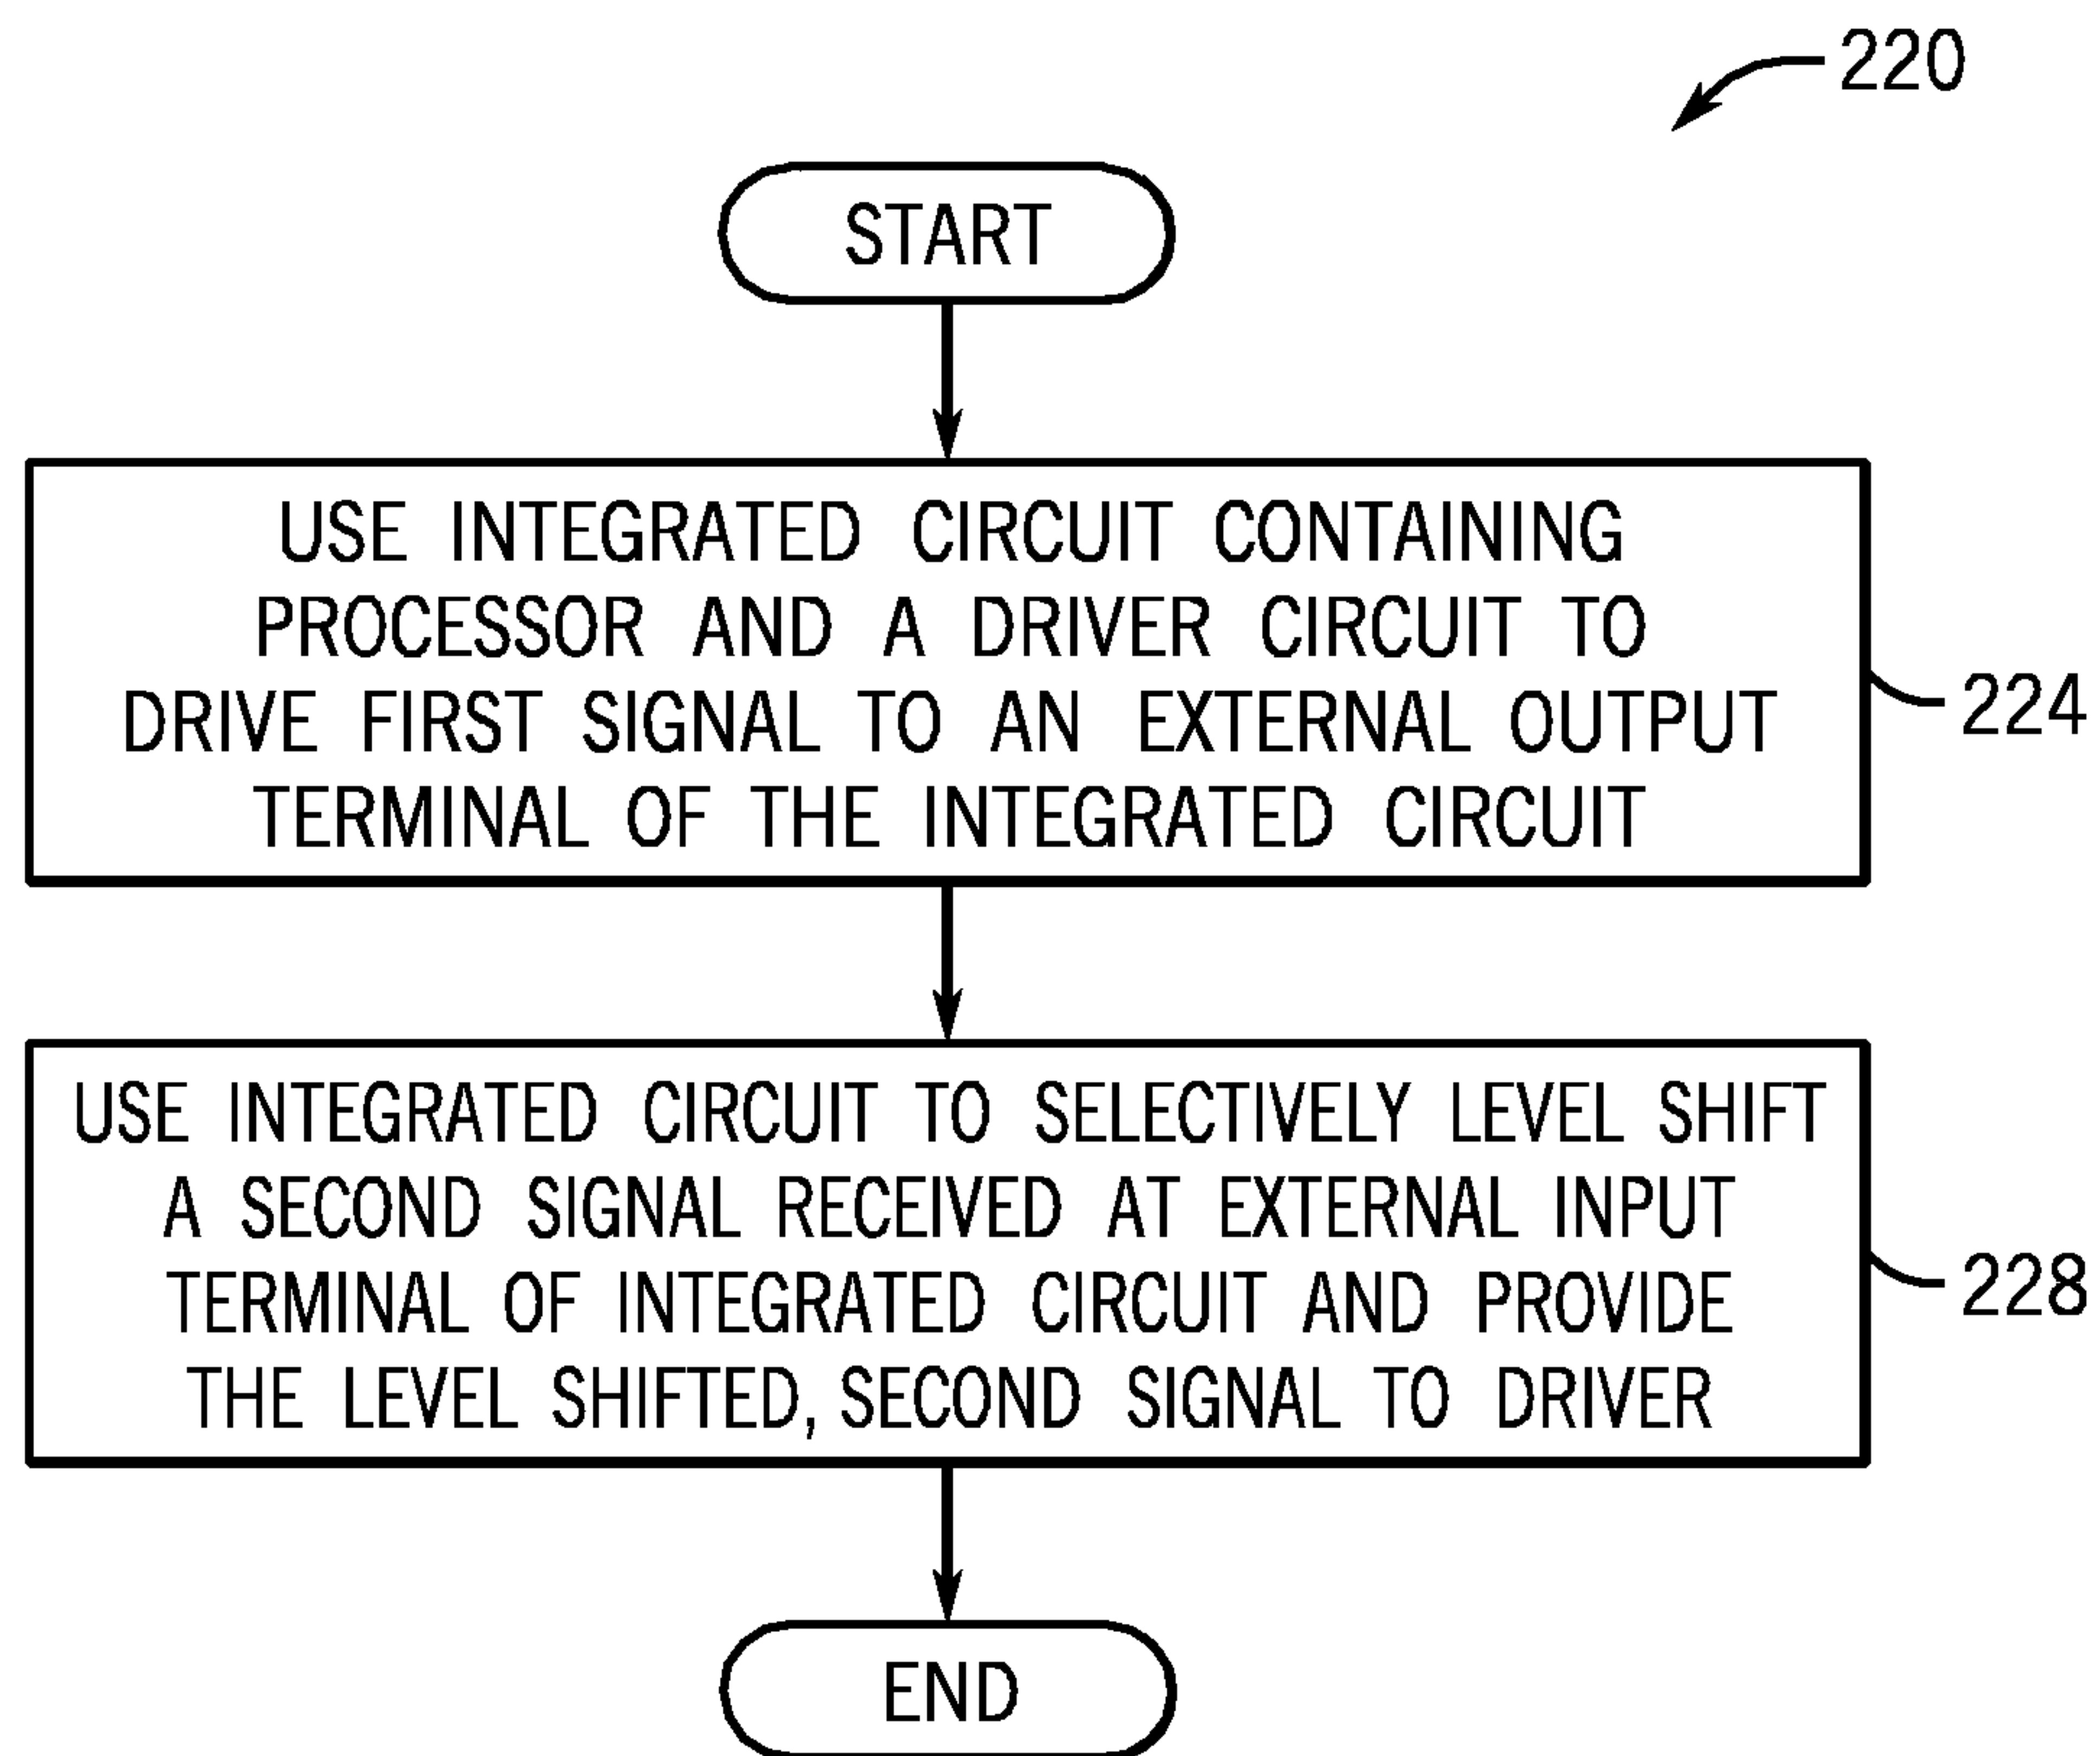 220
START
USE INTEGRATED CIRCUIT CONTAINING
PROCESSOR AND A DRIVER CIRCUIT TO
DRIVE FIRST SIGNAL TO AN EXTERNAL OUTPUT
TERMINAL OF THE INTEGRATED CIRCUIT
224
USE INTEGRATED CIRCUIT TO SELECTIVELY LEVEL SHIFT
A SECOND SIGNAL RECEIVED AT EXTERNAL INPUT
TERMINAL OF INTEGRATED CIRCUIT AND PROVIDE
THE LEVEL SHIFTED, SECOND SIGNAL TO DRIVER
228
END